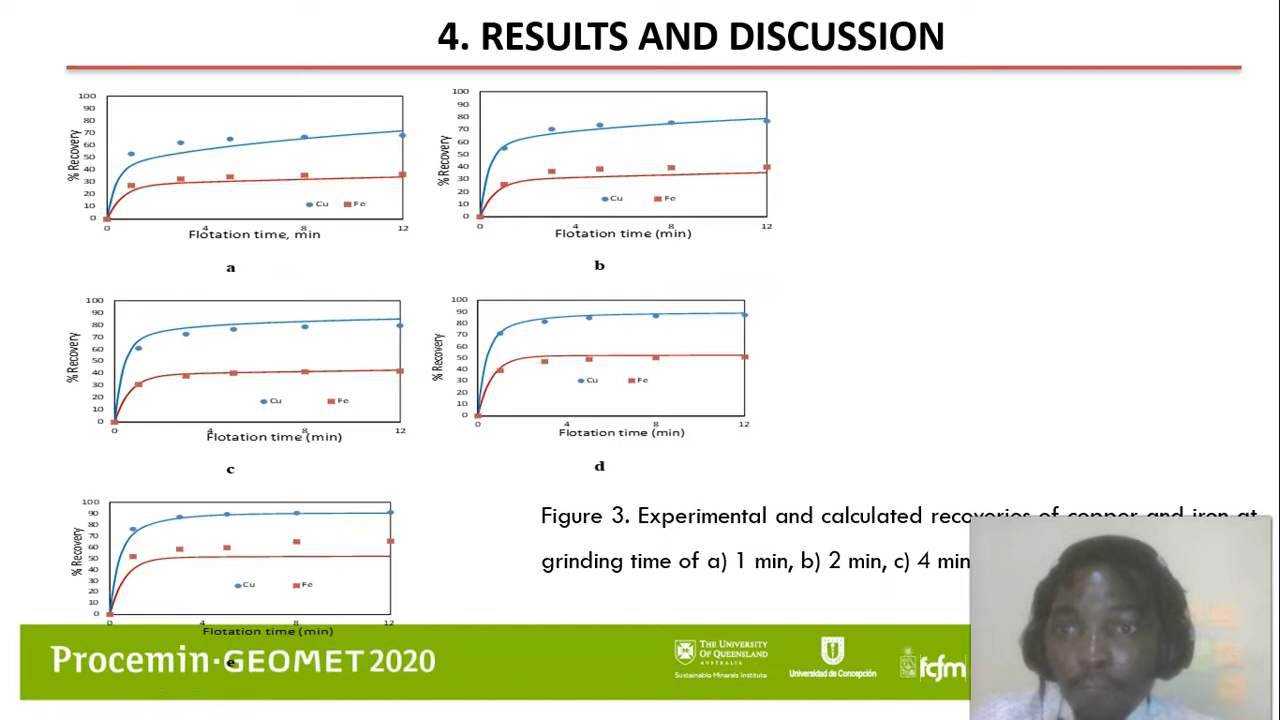 4. RESULTS AND DISCUSSION
100
90
80
70
60
50
40
30
20
10
0
% Recovery
Cu Fe
0 4 8 12
Flotation time, min
a
100
90
80
70
60
50
40
30
20
10
0
% Recovery
Cu Fe
0 4 8 12
Flotation time (min)
b
100
90
80
70
60
50
40
30
20
10
0
% Recovery
Cu Fe
0 4 8 12
Flotation time (min)
c
100
90
80
70
60
50
40
30
20
10
0
% Recovery
Cu Fe
0 4 8 12
Flotation time (min)
d
100
90
80
70
60
50
40
30
20
10
0
% Recovery
Cu Fe
0 4 8 12
Flotation time (min)
e
Figure 3. Experimental and calculated recoveries of copper and iron at
grinding time of a) 1 min, b) 2 min, c) 4 min
Procemin·GEOMET 2020
THE UNIVERSITY
OF QUEENSLAND
AUSTRALIA
Sustainable Minerals Institute
Universidad de Concepción
fcfm